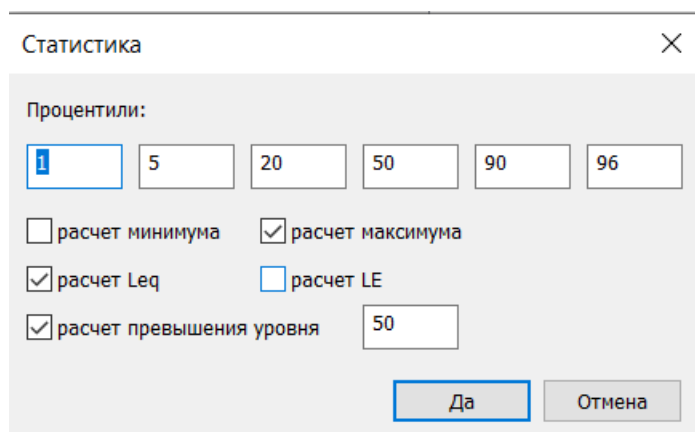 Статистика
Процентили:
1 5 20 50 90 96
расчет минимума расчет максимума
расчет Leq расчет LE
расчет превышения уровня 50
Да Отмена